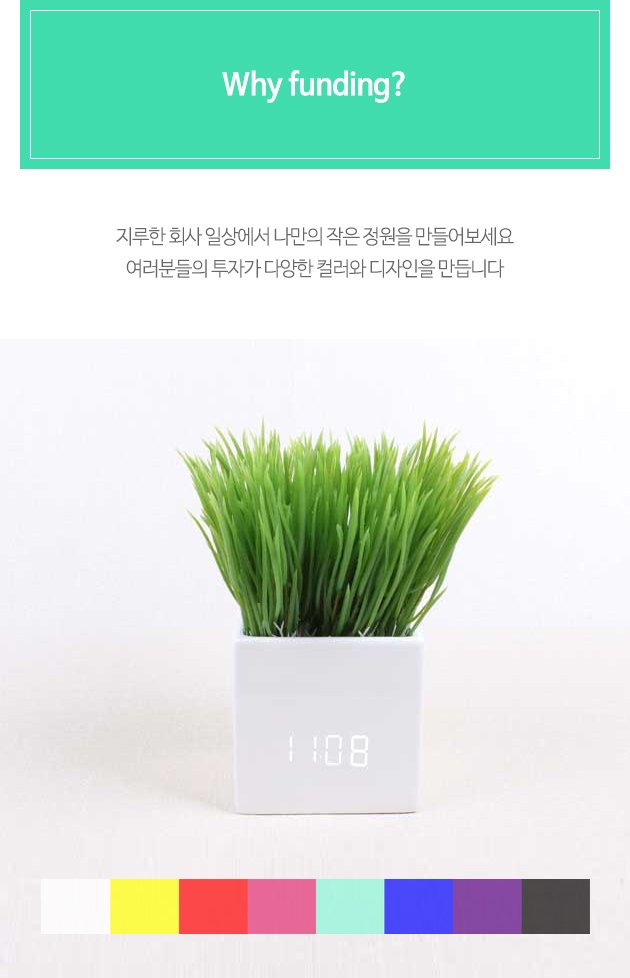 Why funding?
지루한 회사 일상에서 나만의 작은 정원을 만들어보세요
여러분들의 투자가 다양한 컬러와 디자인을 만듭니다
1108